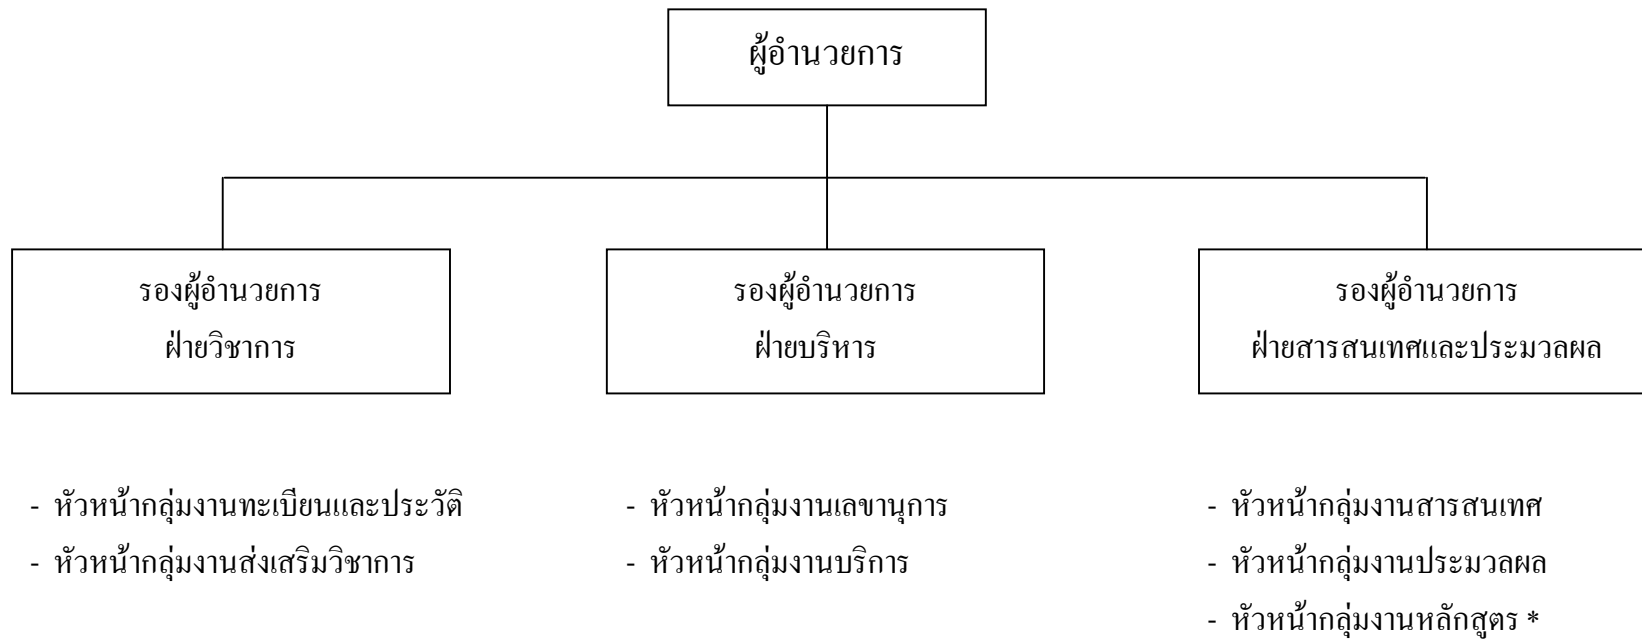 ผู้อำนวยการ
รองผู้อำนวยการ
ฝ่ายวิชาการ
รองผู้อำนวยการ
ฝ่ายบริหาร
รองผู้อำนวยการ
ฝ่ายสารสนเทศและประมวลผล
- หัวหน้ากลุ่มงานทะเบียนและประวัติ
- หัวหน้ากลุ่มงานส่งเสริมวิชาการ
- หัวหน้ากลุ่มงานเลขานุการ
- หัวหน้ากลุ่มงานบริการ
- หัวหน้ากลุ่มงานสารสนเทศ
- หัวหน้ากลุ่มงานประมวลผล
- หัวหน้ากลุ่มงานหลักสูตร *